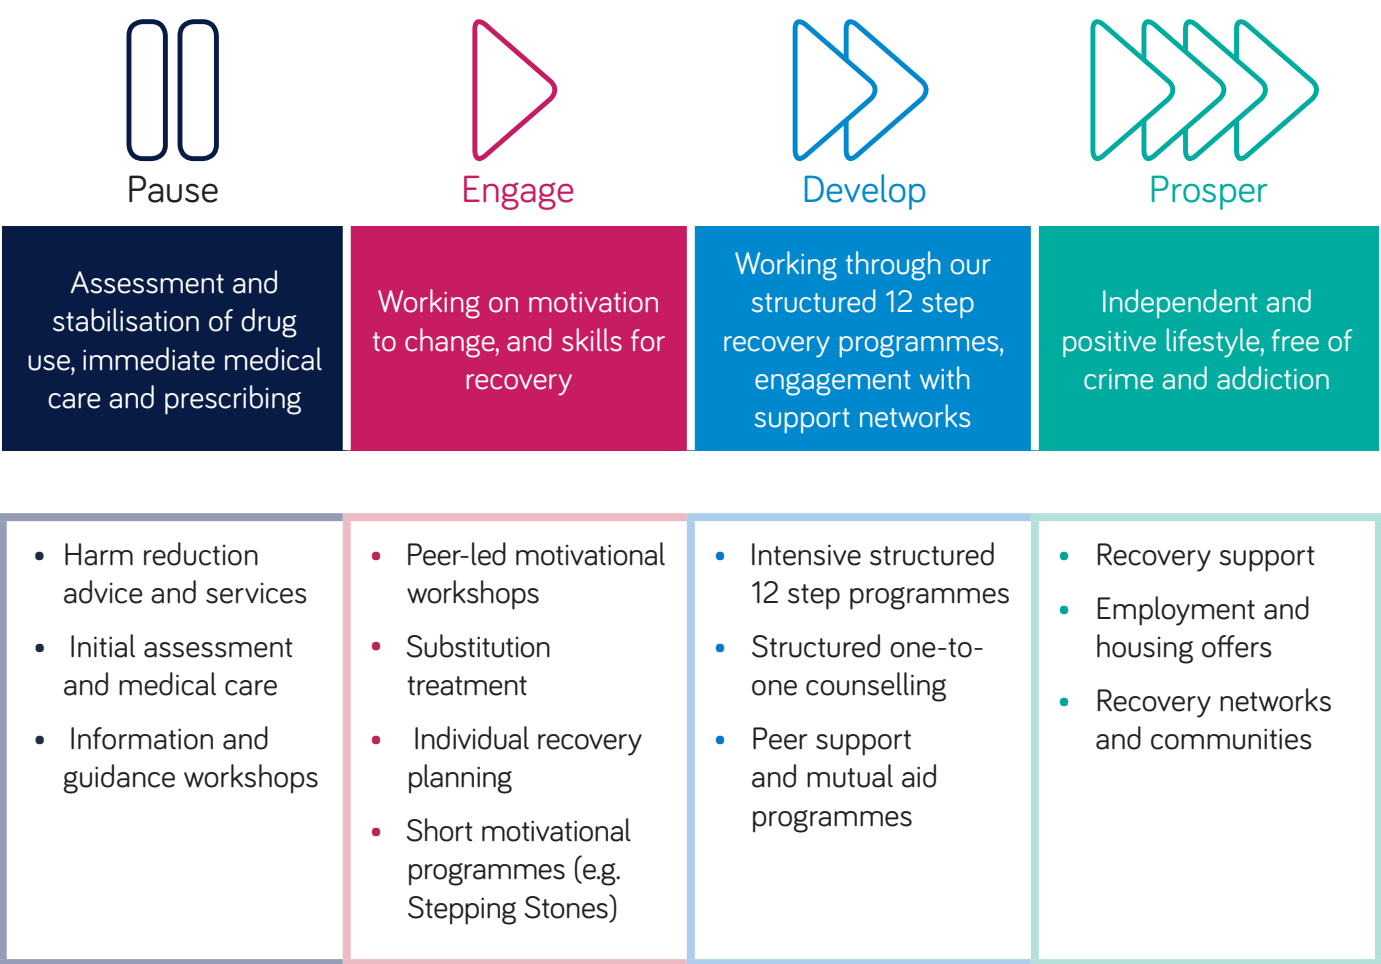 Pause
Engage
Develop
Prosper
Assessment and
stabilisation of drug
use, immediate medical
care and prescribing
Working on motivation
to change, and skills for
recovery
Working through our
structured 12 step
recovery programmes,
engagement with
support networks
Independent and
positive lifestyle, free of
crime and addiction
• Harm reduction
advice and services
• Initial assessment
and medical care
• Information and
guidance workshops
• Peer-led motivational
workshops
• Substitution
treatment
• Individual recovery
planning
• Short motivational
programmes (e.g.
Stepping Stones)
• Intensive structured
12 step programmes
• Structured one-to-
one counselling
• Peer support
and mutual aid
programmes
• Recovery support
• Employment and
housing offers
• Recovery networks
and communities